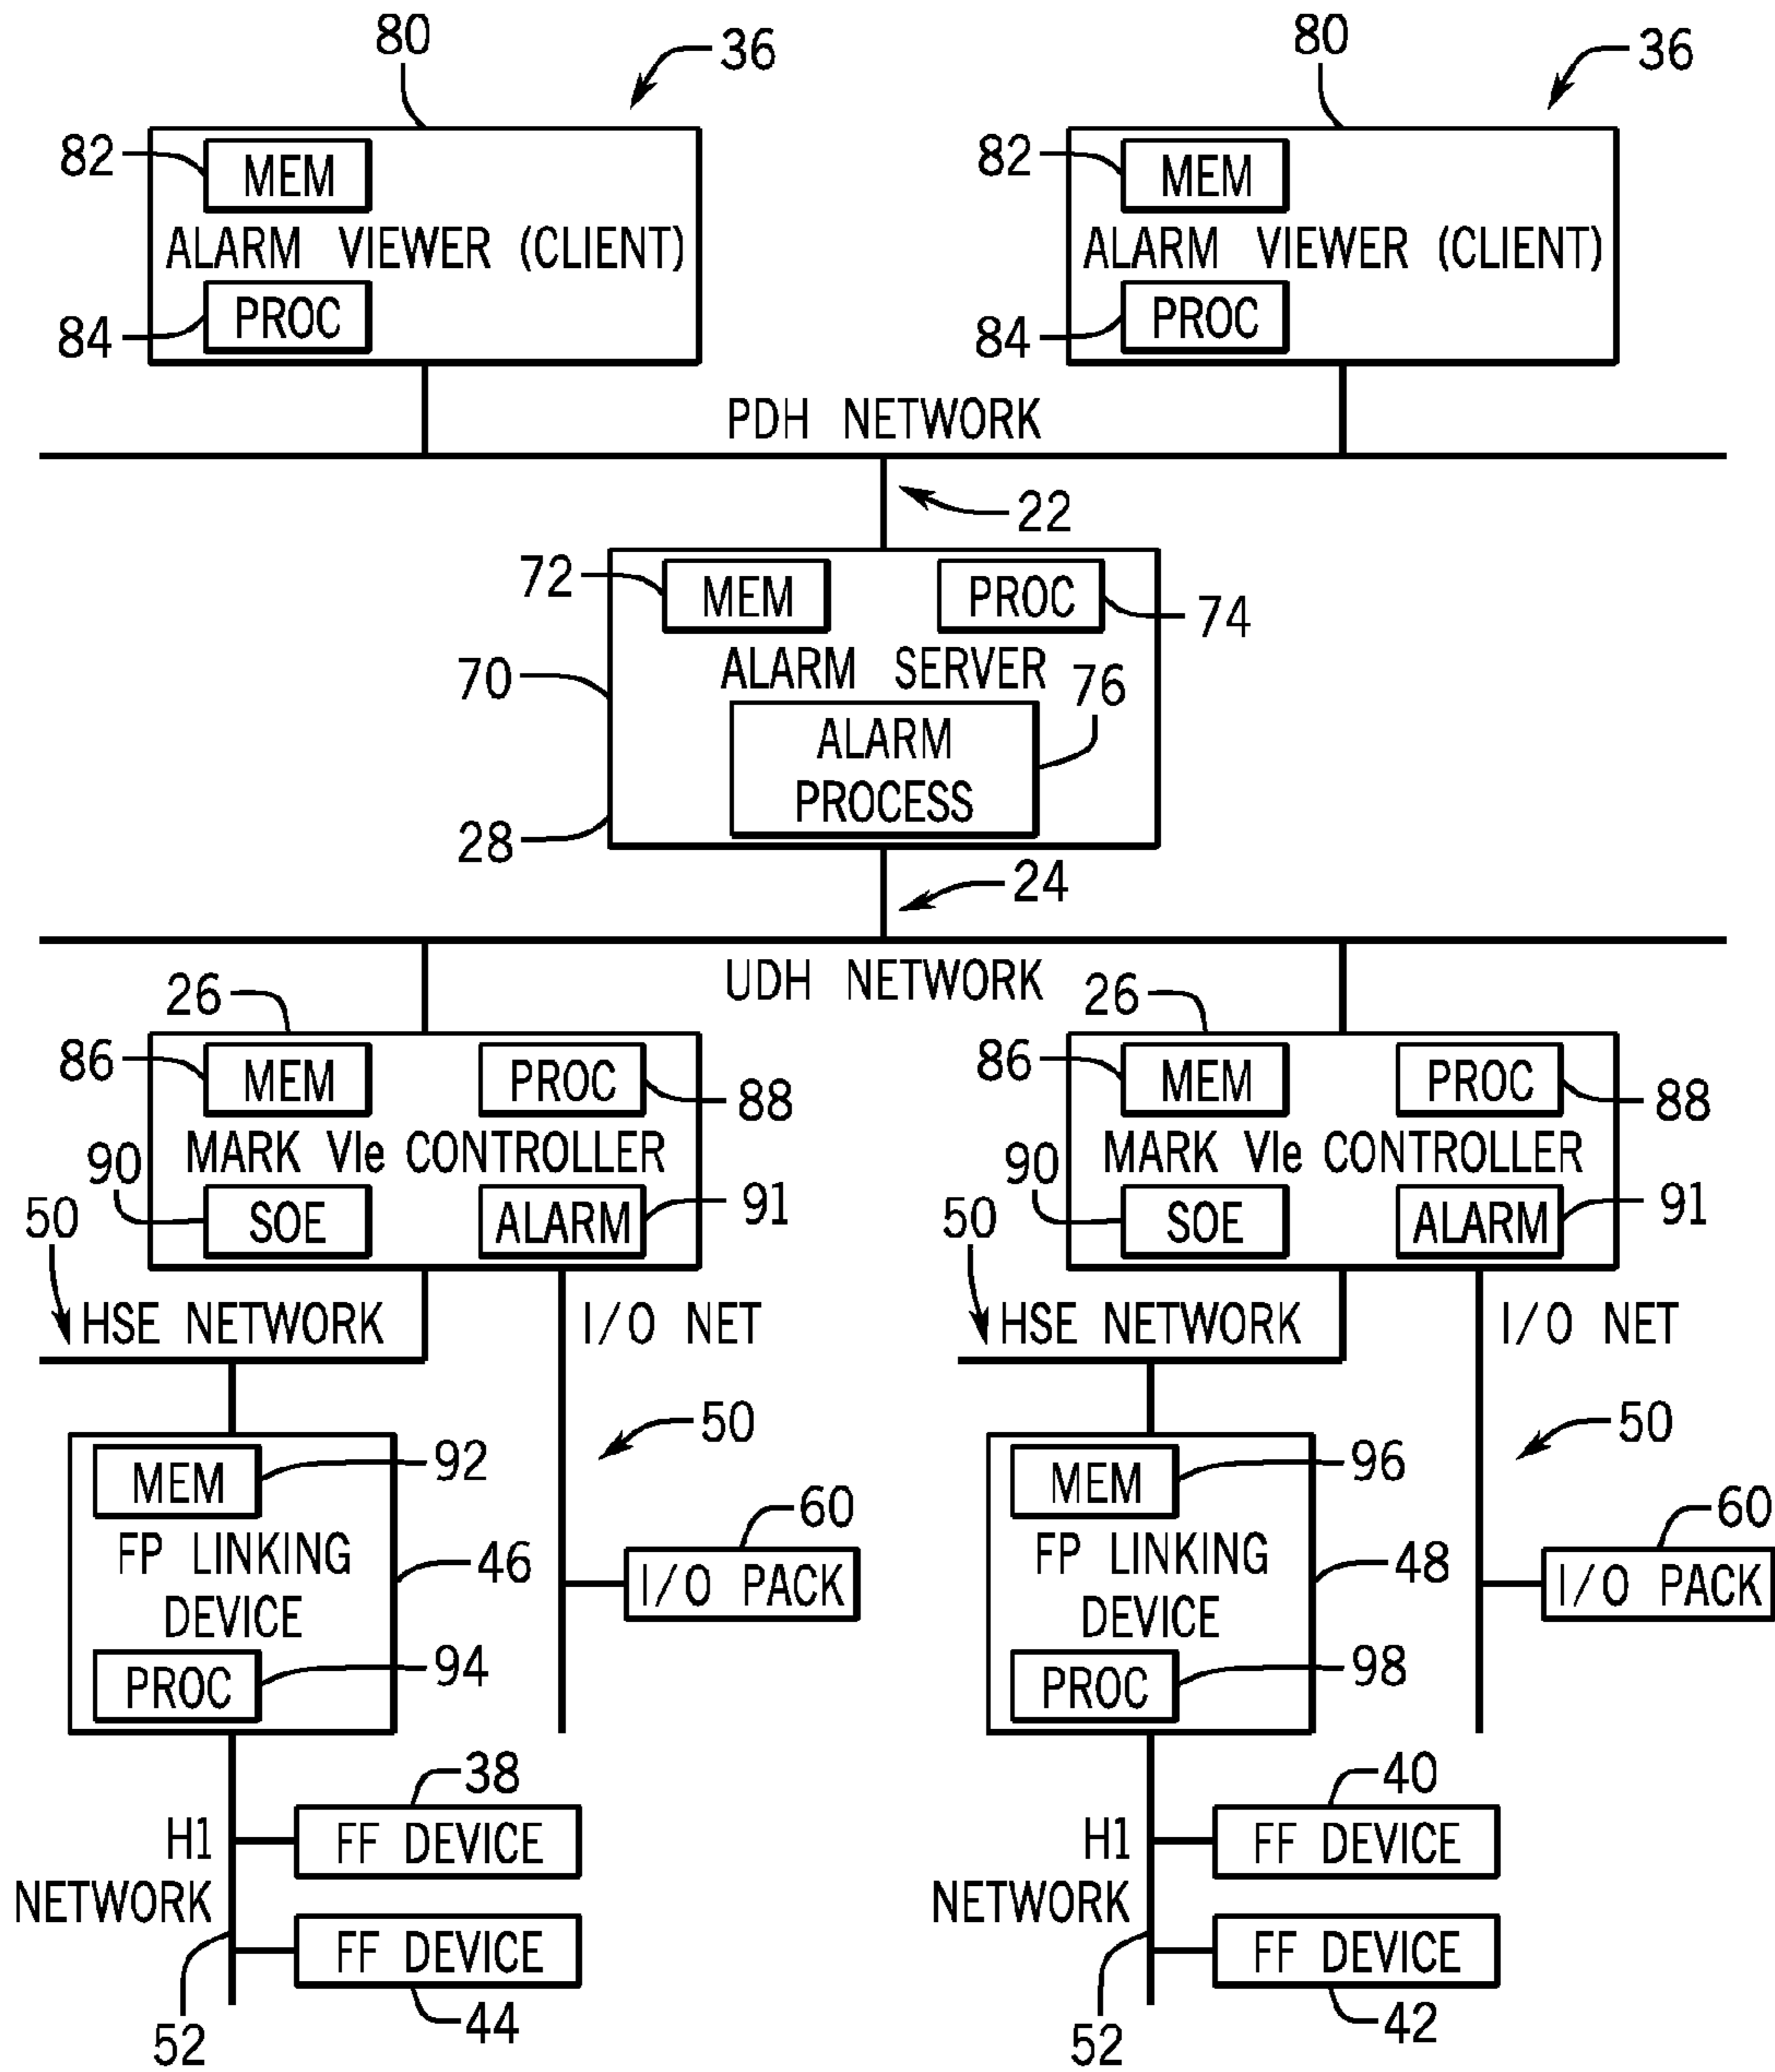 80
36
80
36
82
MEM
82
MEM
ALARM VIEWER (CLIENT)
ALARM VIEWER (CLIENT)
84
PROC
84
PROC
PDH NETWORK
22
72
MEM
PROC
74
ALARM SERVER
70
76
ALARM
PROCESS
28
24
UDH NETWORK
26
26
86
MEM
PROC
88
86
MEM
PROC
88
MARK VIe CONTROLLER
MARK VIe CONTROLLER
90
SOE
ALARM
91
90
SOE
ALARM
91
50
50
HSE NETWORK
I/O NET
HSE NETWORK
I/O NET
50
50
MEM
92
MEM
96
60
60
FP LINKING
DEVICE
46
I/O PACK
FP LINKING
DEVICE
48
I/O PACK
PROC
94
PROC
98
38
40
H1
NETWORK
FF DEVICE
H1
NETWORK
FF DEVICE
FF DEVICE
FF DEVICE
52
44
52
42